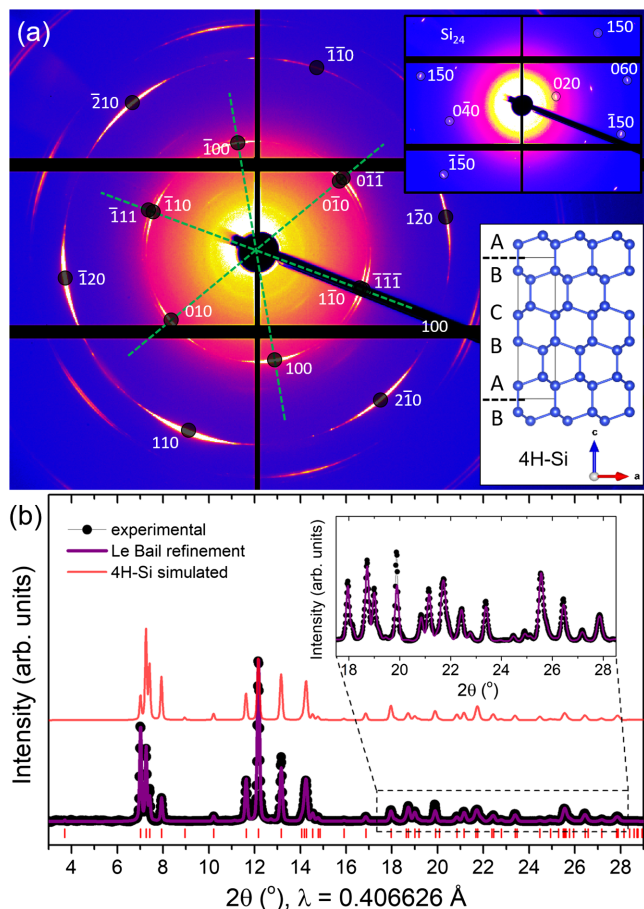 (a)
Si₂₄
150
1̅50
060
020
04̅0
1̅50
1̅5̅0
1̅1̅0
2̅10
1̅00
01̅1̅
01̅0
1̅10
1̅11
12̅0
1̅20
1̅1̅1̅
11̅0
010
100
100
21̅0
110
A
B
C
B
A
B
c
4H-Si
a
(b)
experimental
Le Bail refinement
4H-Si simulated
Intensity (arb. units)
Intensity (arb. units)
18 20 22 24 26 28
2θ (°)
4 6 8 10 12 14 16 18 20 22 24 26 28
2θ (°), λ = 0.406626 Å